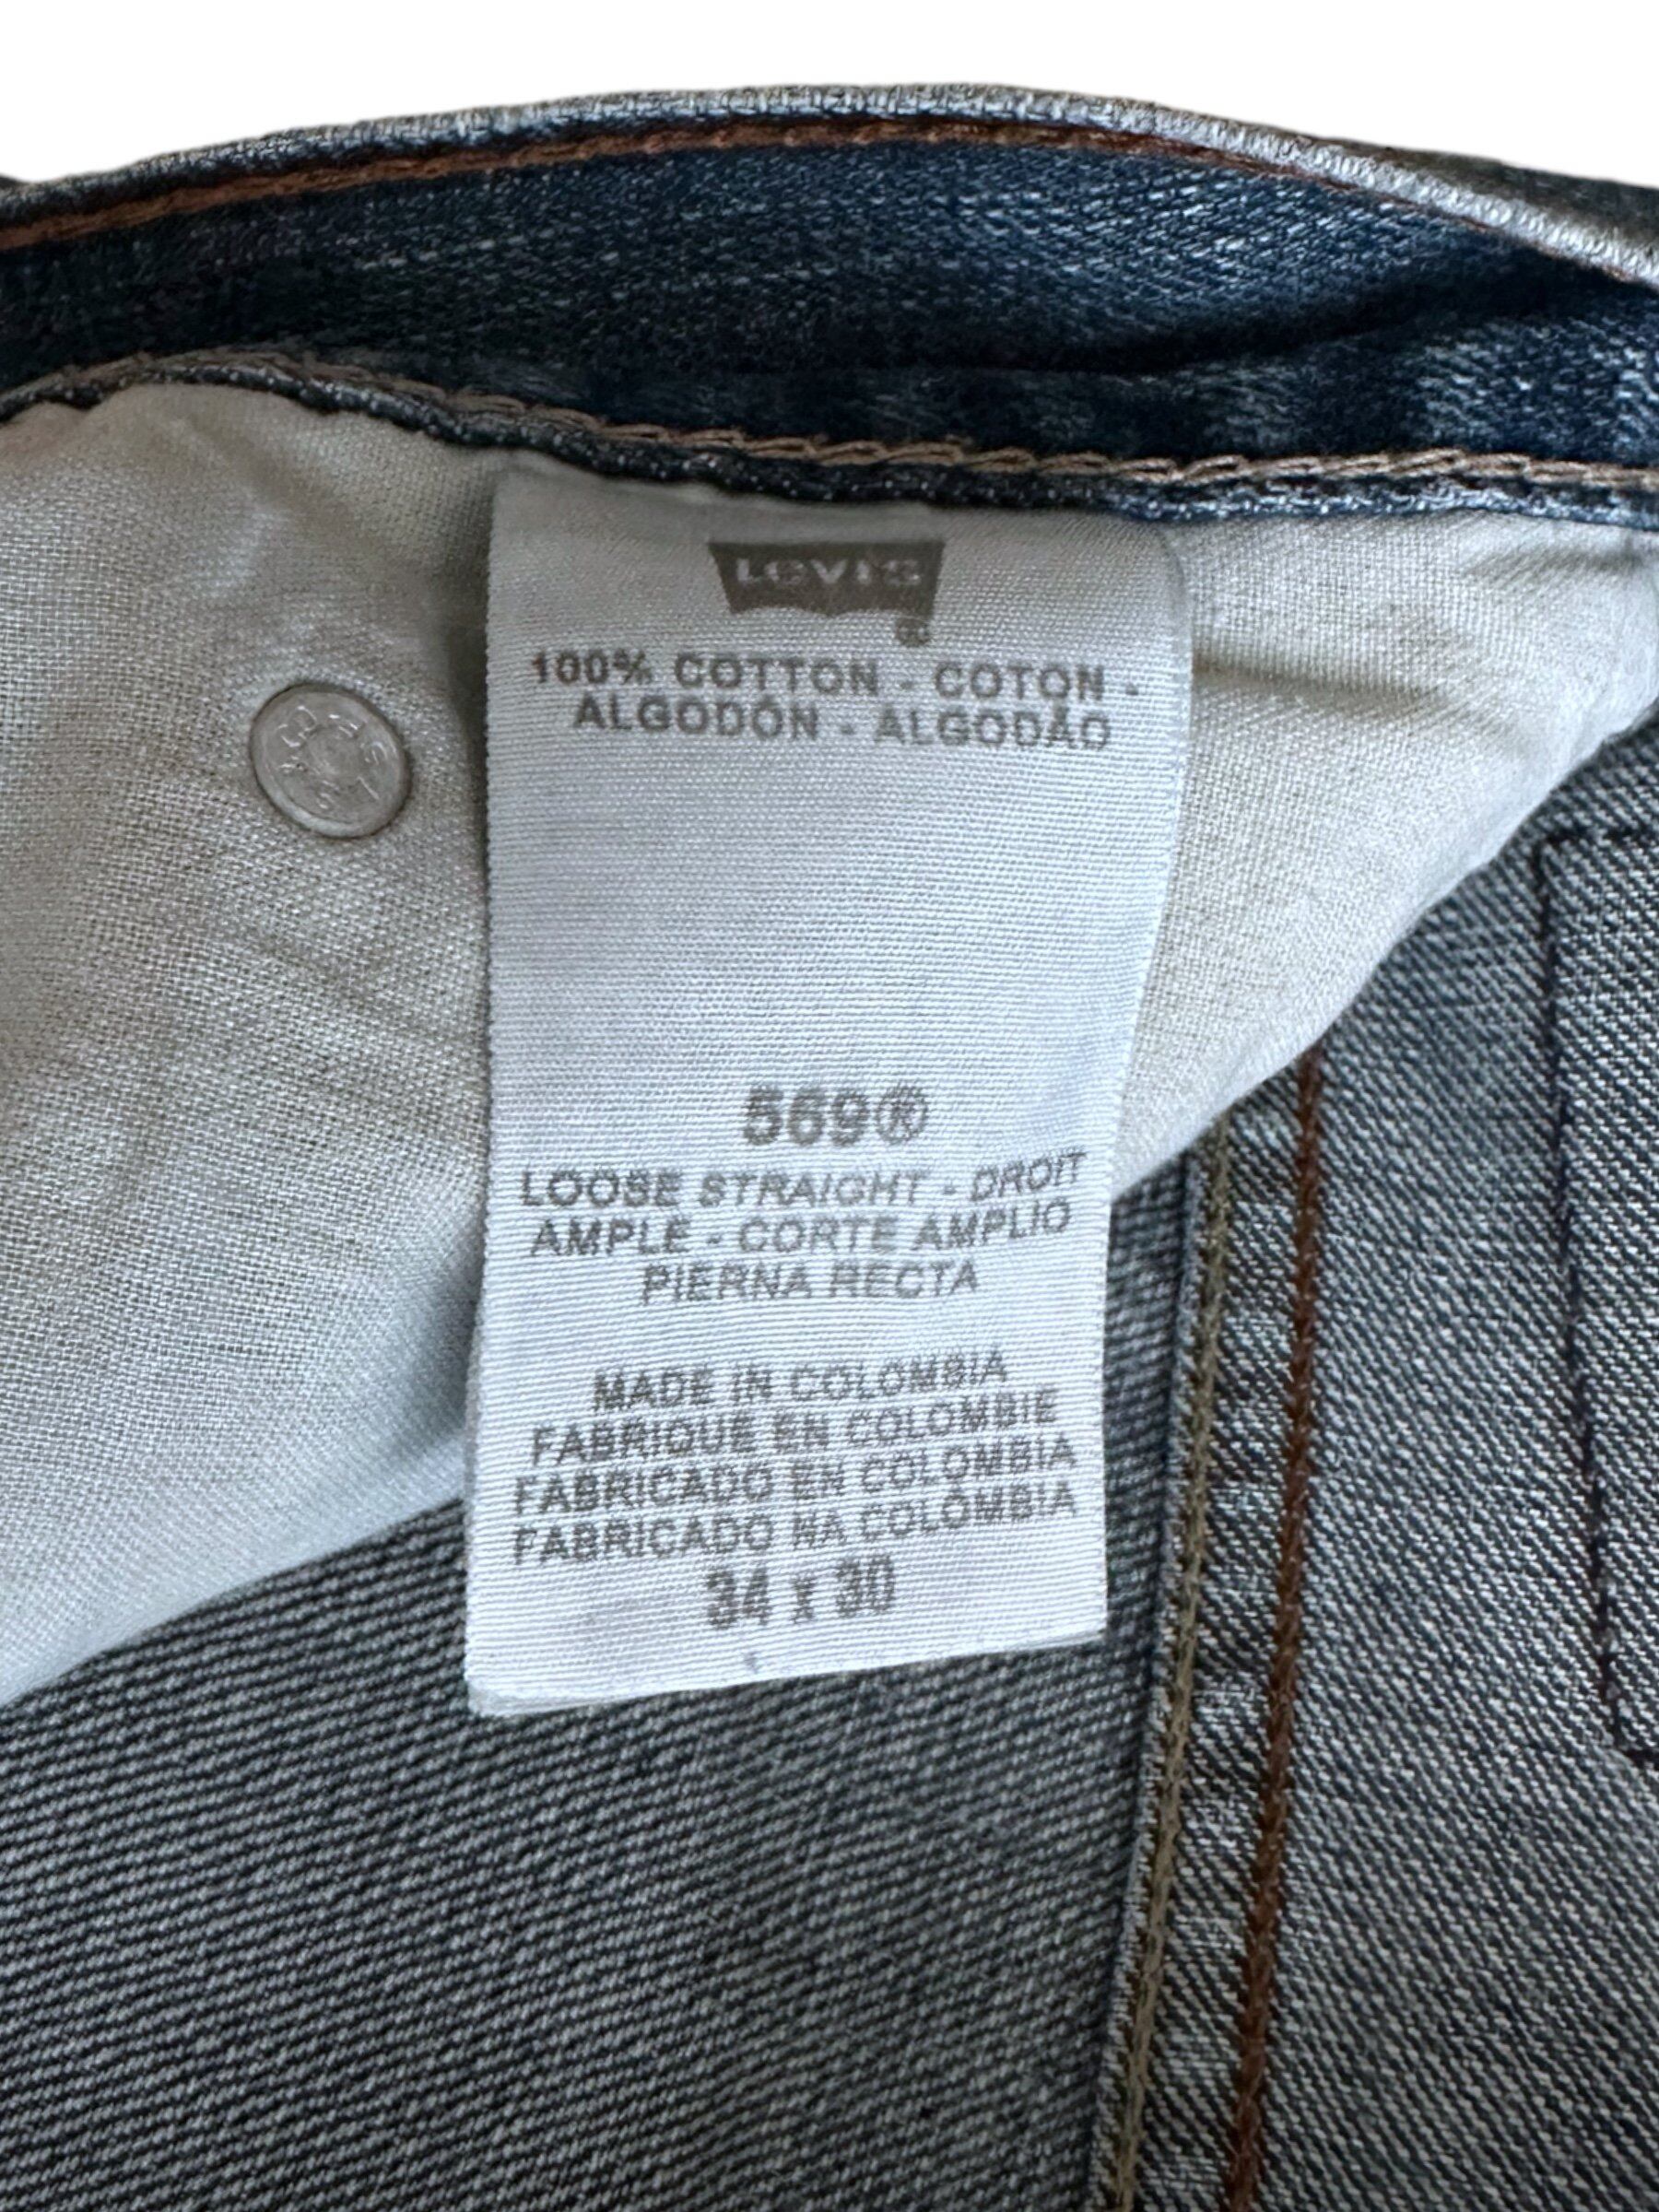 Levi's
®
100% COTTON - COTON -
ALGODÓN - ALGODÃO
569®
LOOSE STRAIGHT - DROIT
AMPLE - CORTE AMPLIO
PIERNA RECTA
MADE IN COLOMBIA
FABRIQUE EN COLOMBIE
FABRICADO EN COLOMBIA
FABRICADO NA COLÔMBIA
34 x 30